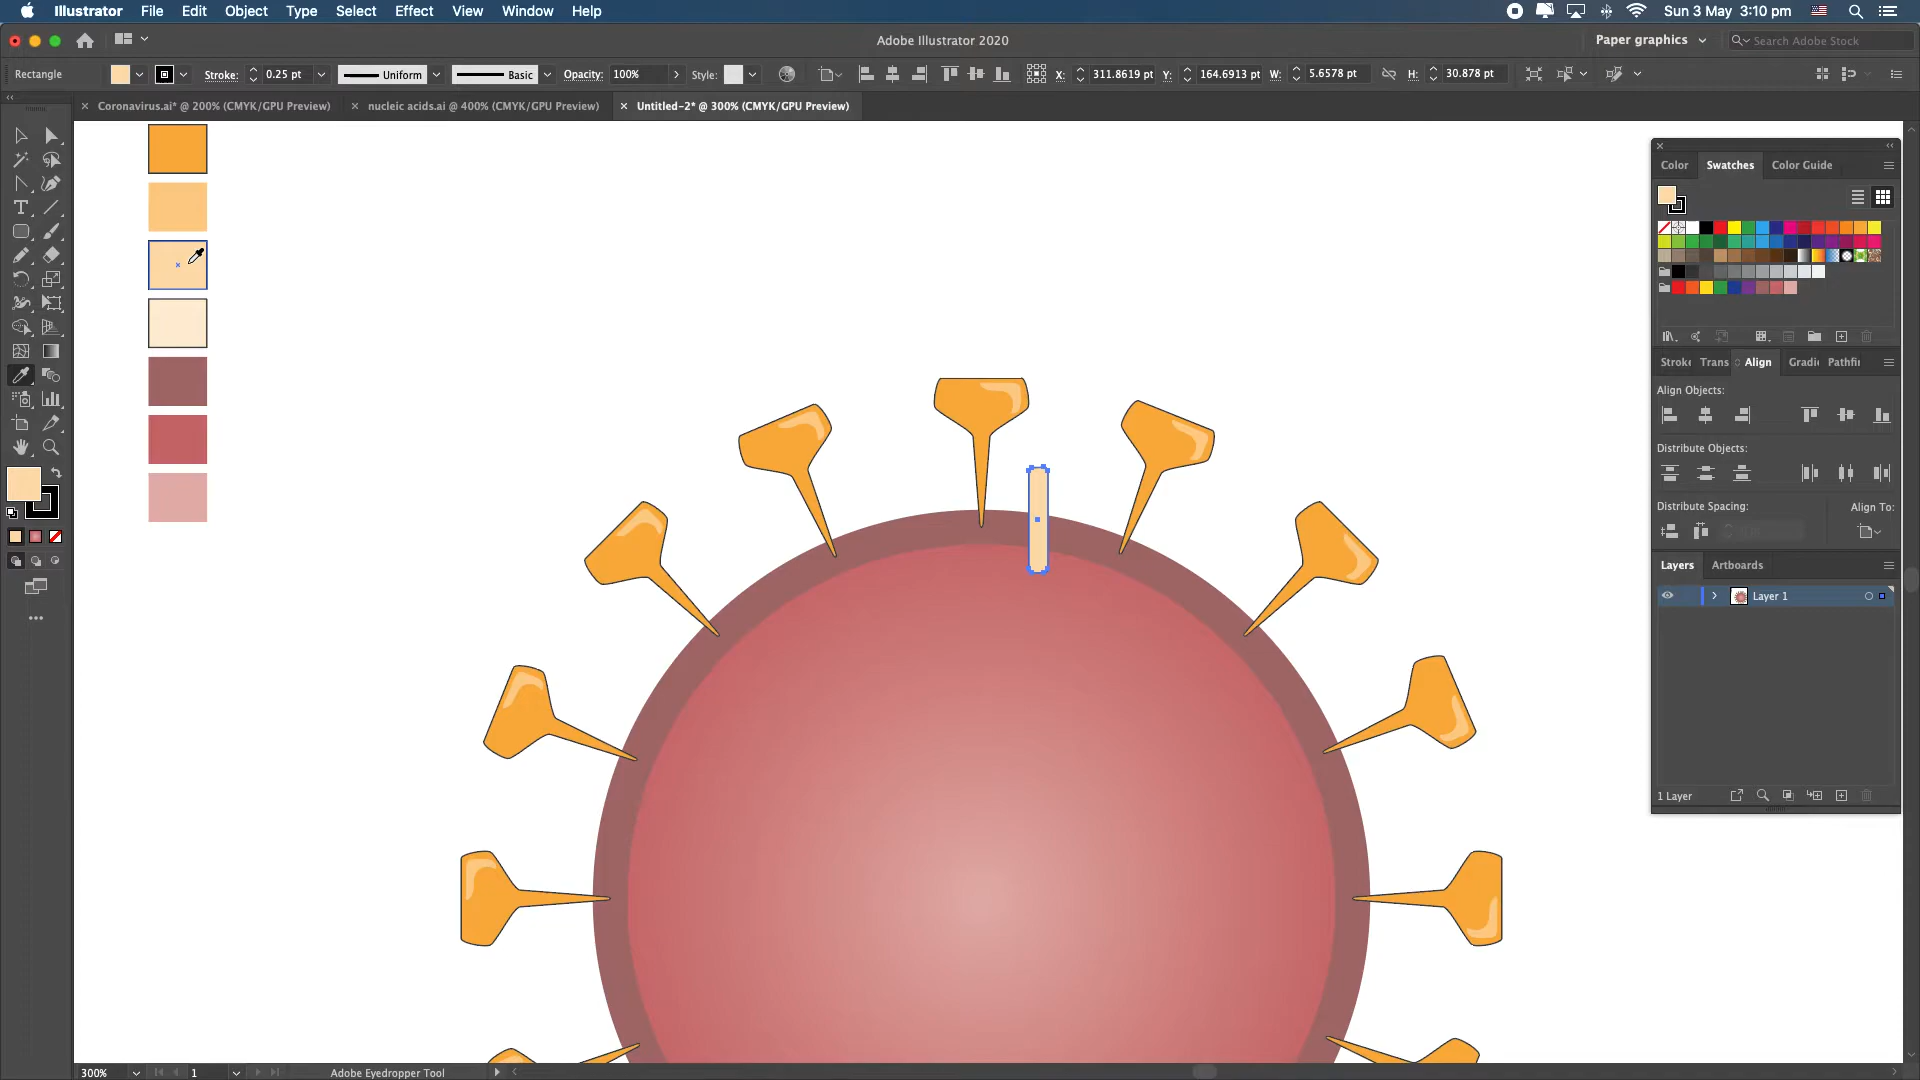 Illustrator File Edit Object Type Select Effect View Window Help Sun 3 May 3:10 pm
Adobe Illustrator 2020 Paper graphics Search Adobe Stock
Rectangle Stroke: 0.25 pt Uniform Basic Opacity: 100% Style: X: 311.8619 pt Y: 164.6913 pt W: 5.6578 pt H: 30.878 pt
Coronavirus.ai* @ 200% (CMYK/GPU Preview) nucleic acids.ai @ 400% (CMYK/GPU Preview) Untitled-2* @ 300% (CMYK/GPU Preview)
Color Swatches Color Guide
Stroke Trans Align Gradi Pathfi
Align Objects:
Distribute Objects:
Distribute Spacing: Align To:
Layers Artboards
Layer 1
1 Layer
300% 1 Adobe Eyedropper Tool